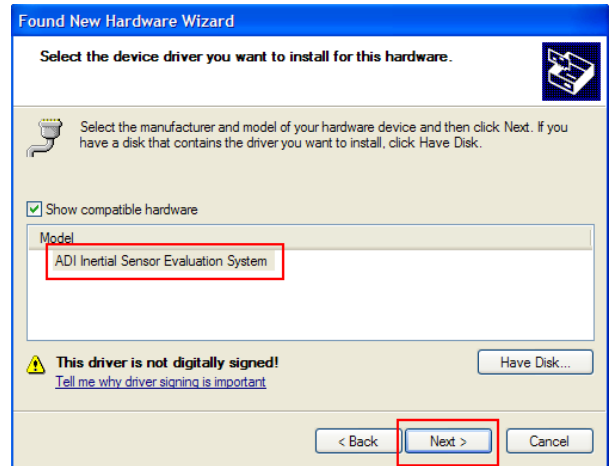 Found New Hardware Wizard
Select the device driver you want to install for this hardware.
Select the manufacturer and model of your hardware device and then click Next. If you
have a disk that contains the driver you want to install, click Have Disk.
Show compatible hardware
Model
ADI Inertial Sensor Evaluation System
This driver is not digitally signed!
Have Disk...
Tell me why driver signing is important
< Back
Next >
Cancel